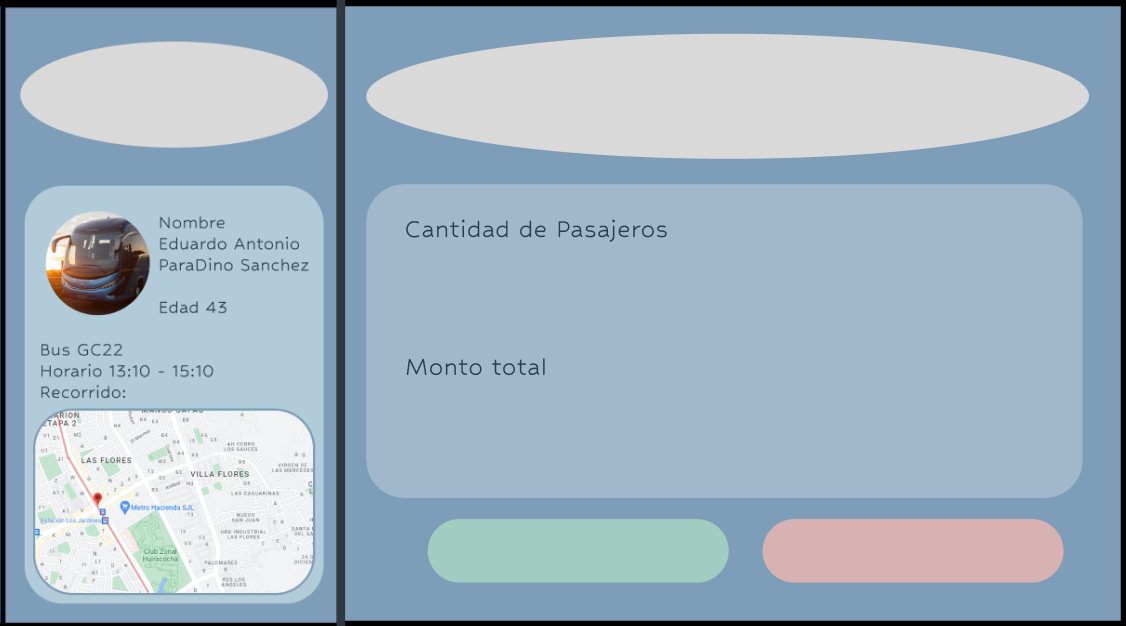 Nombre
Eduardo Antonio
ParaDino Sanchez
Edad 43
Bus GC22
Horario 13:10 - 15:10
Recorrido:
ETAPA 2
LAS FLORES
AH CERRO
LOS SAUCES
VILLA FLORES
VIRGEN DE
LAS MERCEDES
LAS CASUARINAS
Metro Hacienda SJL
Estación Los Jardines
NUEVO
SAN JUAN
URB INDUSTRIAL
LAS FLORES
Club Zonal
Huiracocha
PALOMARES
RES LOS
ANGELES
Cantidad de Pasajeros
Monto total